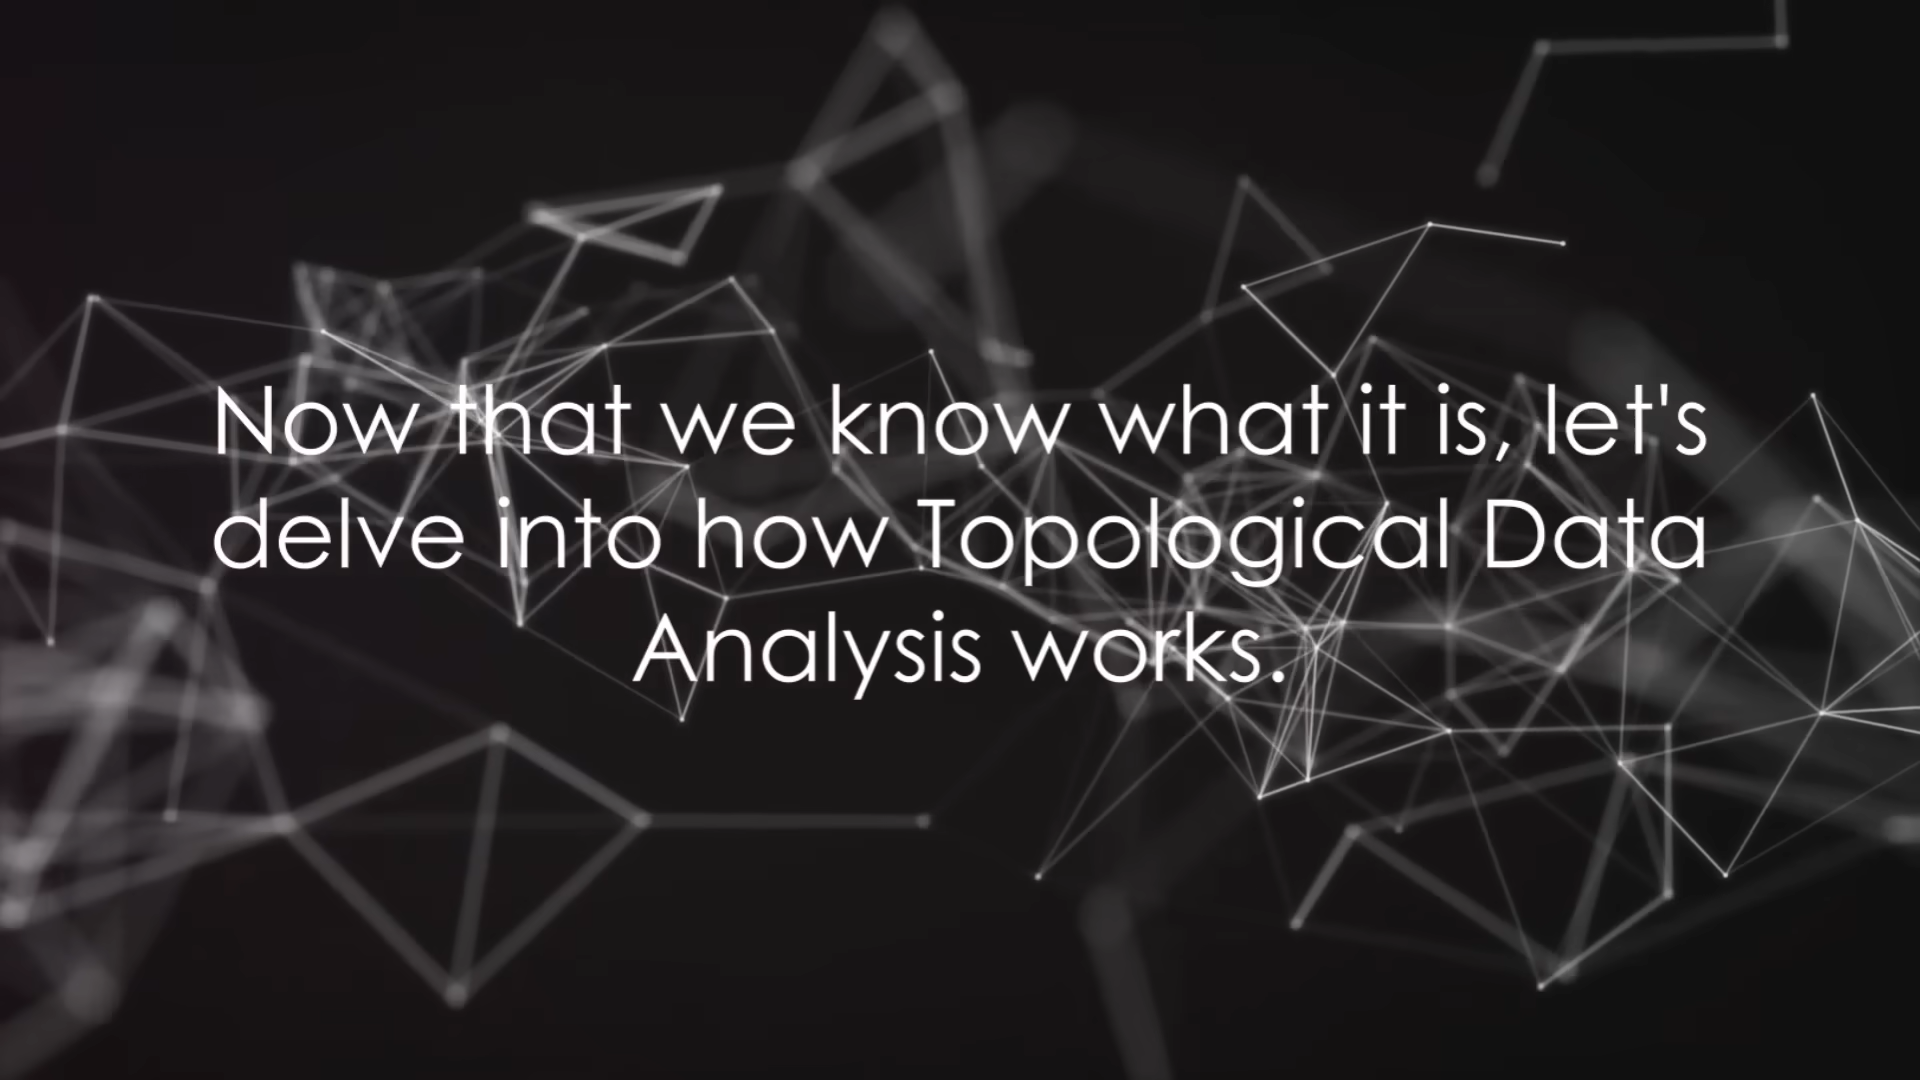 Now that we know what it is, let's
delve into how Topological Data
Analysis works.